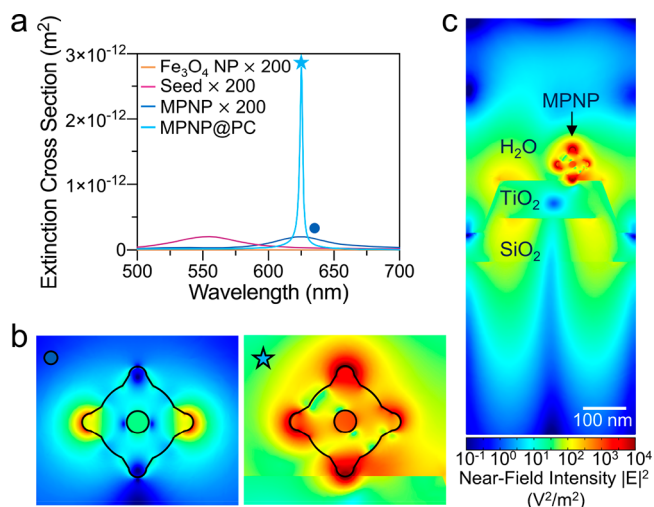 a
Extinction Cross Section (m²)
3×10⁻¹²
2×10⁻¹²
1×10⁻¹²
0
Fe₃O₄ NP × 200
Seed × 200
MPNP × 200
MPNP@PC
500 550 600 650 700
Wavelength (nm)
b
c
MPNP
H₂O
TiO₂
SiO₂
100 nm
10⁻¹ 10⁰ 10¹ 10² 10³ 10⁴
Near-Field Intensity |E|²
(V²/m²)